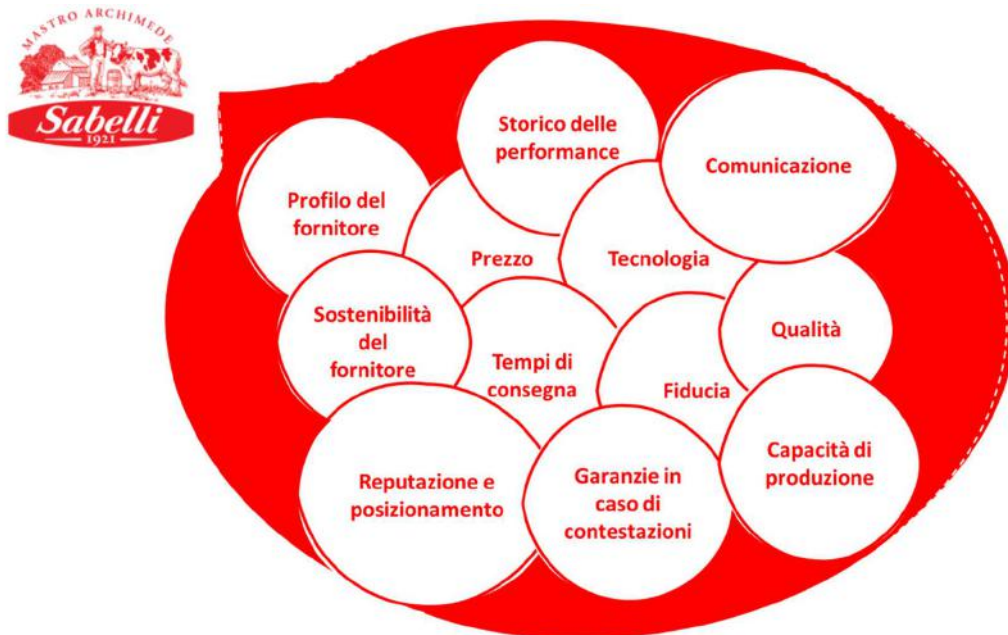 MASTRO ARCHIMEDE
Sabelli
1921
Storico delle
performance
Comunicazione
Profilo del
fornitore
Prezzo
Tecnologia
Sostenibilità
del
fornitore
Qualità
Tempi di
consegna
Fiducia
Reputazione e
posizionamento
Garanzie in
caso di
contestazioni
Capacità di
produzione